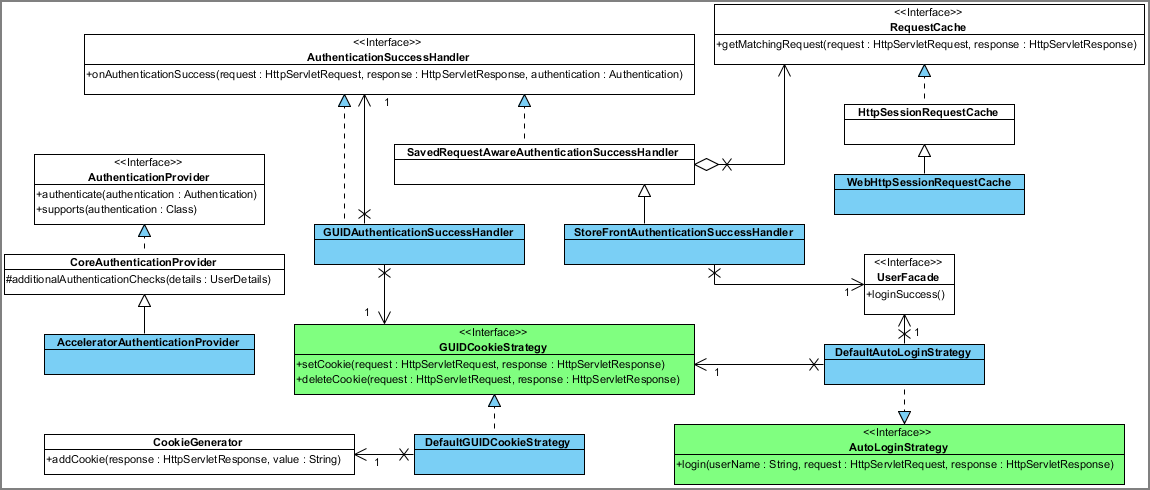 <<Interface>>
RequestCache
+getMatchingRequest(request : HttpServletRequest, response : HttpServletResponse)
<<Interface>>
AuthenticationSuccessHandler
+onAuthenticationSuccess(request : HttpServletRequest, response : HttpServletResponse, authentication : Authentication)
1
HttpSessionRequestCache
SavedRequestAwareAuthenticationSuccessHandler
<<Interface>>
AuthenticationProvider
+authenticate(authentication : Authentication)
+supports(authentication : Class)
WebHttpSessionRequestCache
GUIDAuthenticationSuccessHandler
StoreFrontAuthenticationSuccessHandler
CoreAuthenticationProvider
#additionalAuthenticationChecks(details : UserDetails)
<<Interface>>
UserFacade
+loginSuccess()
1
1
1
AcceleratorAuthenticationProvider
<<Interface>>
GUIDCookieStrategy
+setCookie(request : HttpServletRequest, response : HttpServletResponse)
+deleteCookie(request : HttpServletRequest, response : HttpServletResponse)
DefaultAutoLoginStrategy
1
CookieGenerator
+addCookie(response : HttpServletResponse, value : String)
1
DefaultGUIDCookieStrategy
<<Interface>>
AutoLoginStrategy
+login(userName : String, request : HttpServletRequest, response : HttpServletResponse)